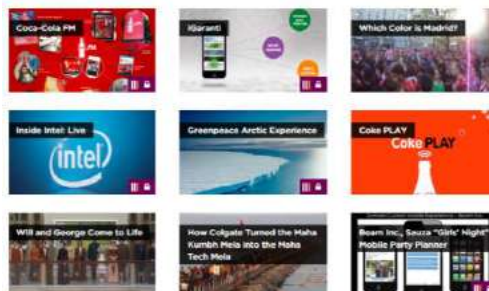 Coca-Cola FM
iGaranti
Which Color is Madrid?
Inside Intel: Live
intel
Greenpeace Arctic Experience
Coke PLAY
Coke PLAY
Will and George Come to Life
How Colgate Turned the Maha
Kumbh Mela into the Maha
Tech Mela
Beam Inc., Sauza "Girls' Night"
Mobile Party Planner